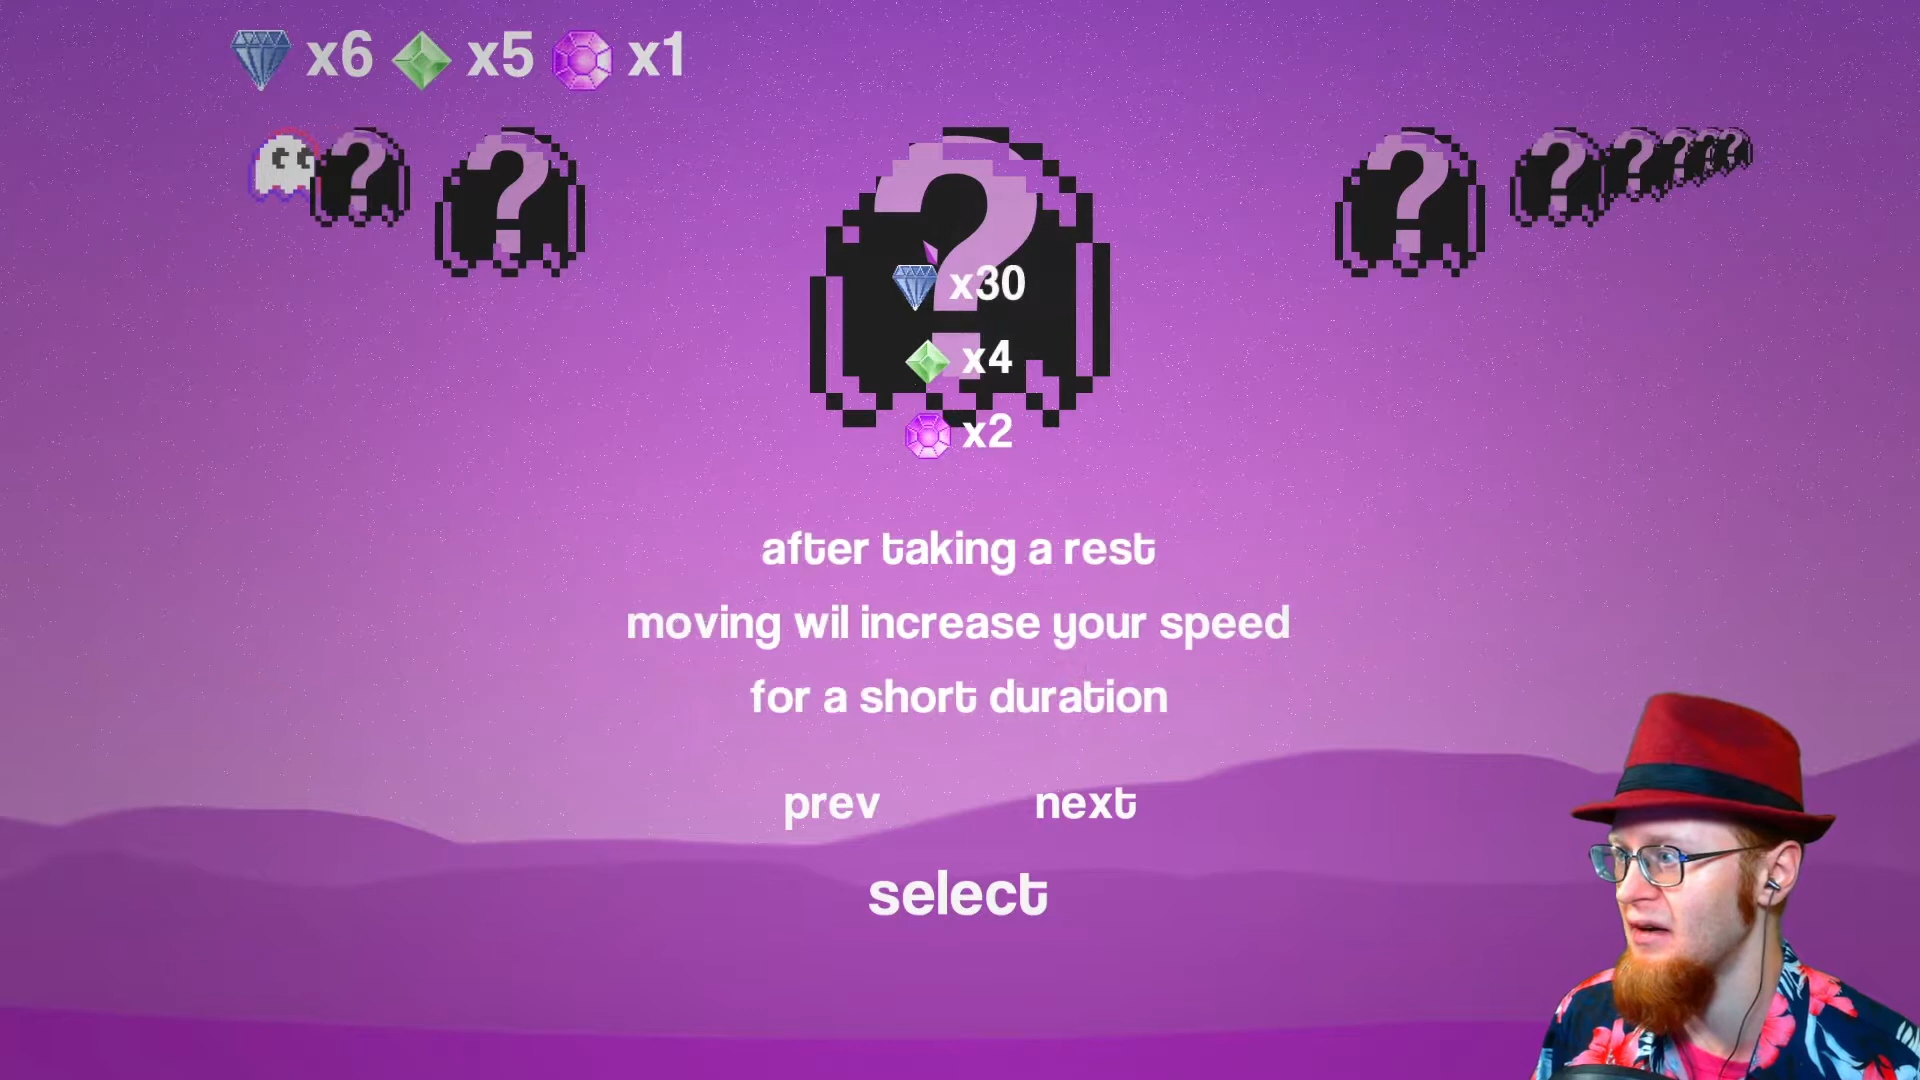 x6 x5 x1
? ? ? ? ? ? ? ? ?
x30
x4
x2
after taking a rest
moving wil increase your speed
for a short duration
prev next
select